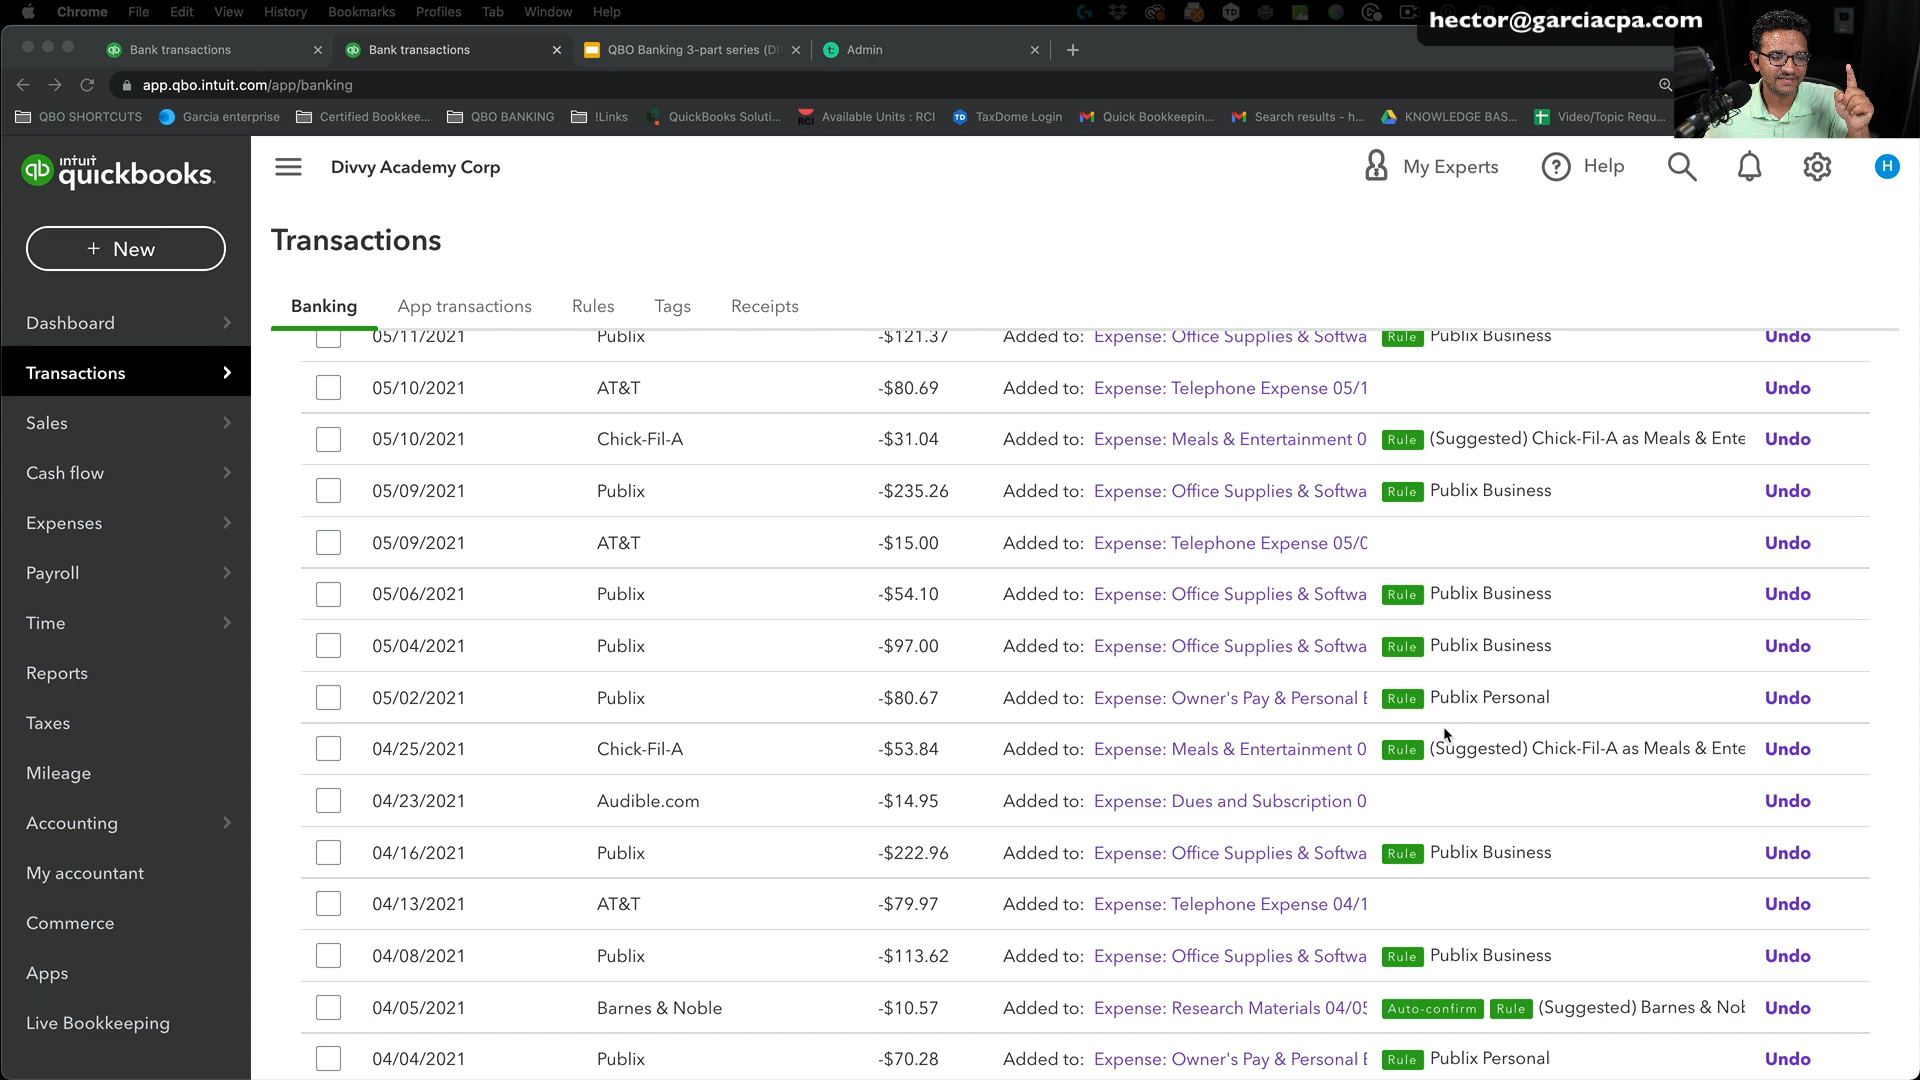 Chrome File Edit View History Bookmarks Profiles Tab Window Help
hector@garciacpa.com
Bank transactions
Bank transactions
QBO Banking 3-part series (DI
Admin
app.qbo.intuit.com/app/banking
QBO SHORTCUTS
Garcia enterprise
Certified Bookkee...
QBO BANKING
!Links
QuickBooks Soluti...
RCI
Available Units : RCI
TD
TaxDome Login
Quick Bookkeepin...
Search results - h...
KNOWLEDGE BAS...
Video/Topic Requ...
qb intuit quickbooks.
Divvy Academy Corp
My Experts
Help
H
+ New
Transactions
Banking App transactions Rules Tags Receipts
Dashboard
Transactions
Sales
Cash flow
Expenses
Payroll
Time
Reports
Taxes
Mileage
Accounting
My accountant
Commerce
Apps
Live Bookkeeping
05/11/2021 Publix -$121.37 Added to: Expense: Office Supplies & Softwa Rule Publix Business Undo
05/10/2021 AT&T -$80.69 Added to: Expense: Telephone Expense 05/1 Undo
05/10/2021 Chick-Fil-A -$31.04 Added to: Expense: Meals & Entertainment 0 Rule (Suggested) Chick-Fil-A as Meals & Ente Undo
05/09/2021 Publix -$235.26 Added to: Expense: Office Supplies & Softwa Rule Publix Business Undo
05/09/2021 AT&T -$15.00 Added to: Expense: Telephone Expense 05/0 Undo
05/06/2021 Publix -$54.10 Added to: Expense: Office Supplies & Softwa Rule Publix Business Undo
05/04/2021 Publix -$97.00 Added to: Expense: Office Supplies & Softwa Rule Publix Business Undo
05/02/2021 Publix -$80.67 Added to: Expense: Owner's Pay & Personal E Rule Publix Personal Undo
04/25/2021 Chick-Fil-A -$53.84 Added to: Expense: Meals & Entertainment 0 Rule (Suggested) Chick-Fil-A as Meals & Ente Undo
04/23/2021 Audible.com -$14.95 Added to: Expense: Dues and Subscription 0 Undo
04/16/2021 Publix -$222.96 Added to: Expense: Office Supplies & Softwa Rule Publix Business Undo
04/13/2021 AT&T -$79.97 Added to: Expense: Telephone Expense 04/1 Undo
04/08/2021 Publix -$113.62 Added to: Expense: Office Supplies & Softwa Rule Publix Business Undo
04/05/2021 Barnes & Noble -$10.57 Added to: Expense: Research Materials 04/05 Auto-confirm Rule (Suggested) Barnes & Nob Undo
04/04/2021 Publix -$70.28 Added to: Expense: Owner's Pay & Personal E Rule Publix Personal Undo